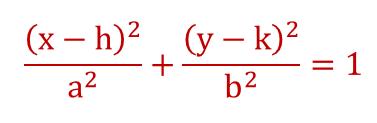 (x – h)²/a² + (y – k)²/b² = 1